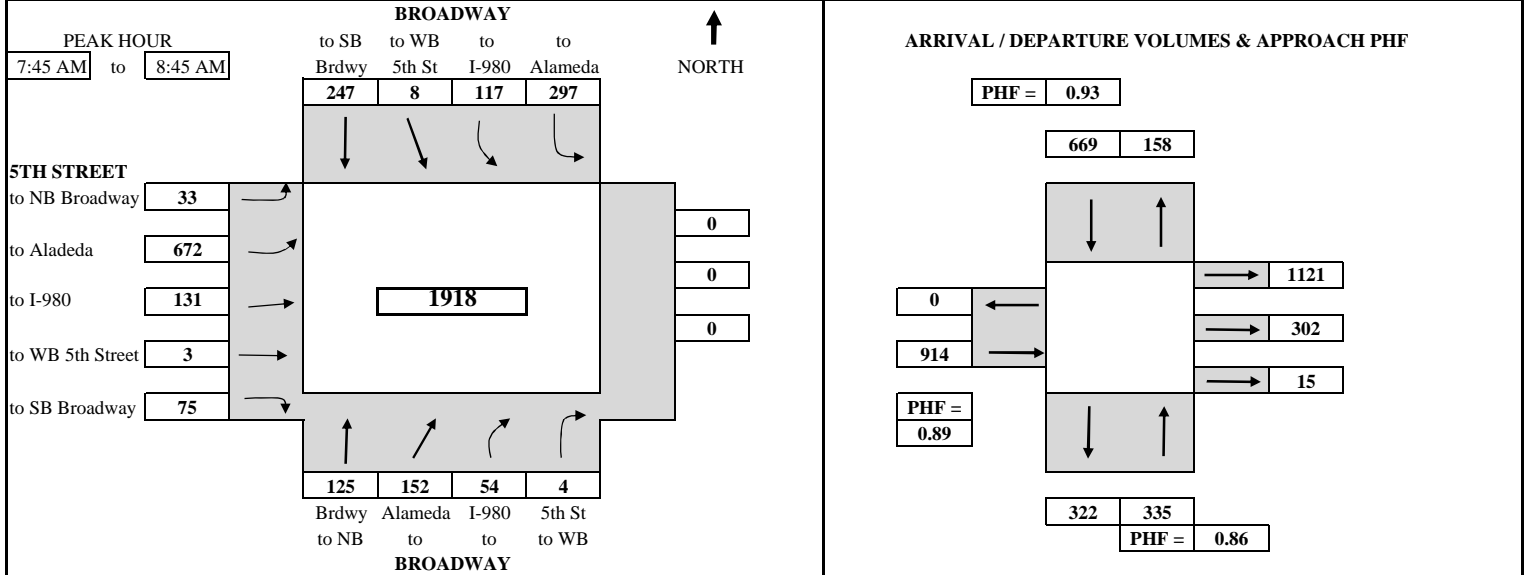 BROADWAY
PEAK HOUR
7:45 AM to 8:45 AM
to SB to WB to to
Brdwy 5th St I-980 Alameda
NORTH
247 8 117 297
5TH STREET
to NB Broadway 33
0
to Aladeda 672
0
to I-980 131
1918
0
to WB 5th Street 3
to SB Broadway 75
125 152 54 4
Brdwy Alameda I-980 5th St
to NB to to to WB
BROADWAY
ARRIVAL / DEPARTURE VOLUMES & APPROACH PHF
PHF = 0.93
669 158
1121
0
302
914
15
PHF =
0.89
322 335
PHF = 0.86